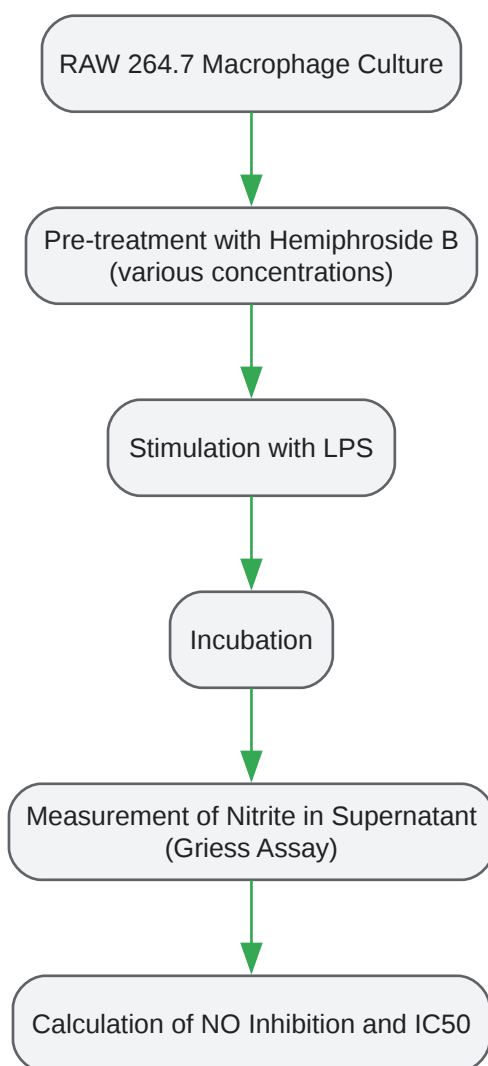 RAW 264.7 Macrophage Culture
Pre-treatment with Hemiphroside B
(various concentrations)
Stimulation with LPS
Incubation
Measurement of Nitrite in Supernatant
(Griess Assay)
Calculation of NO Inhibition and IC50